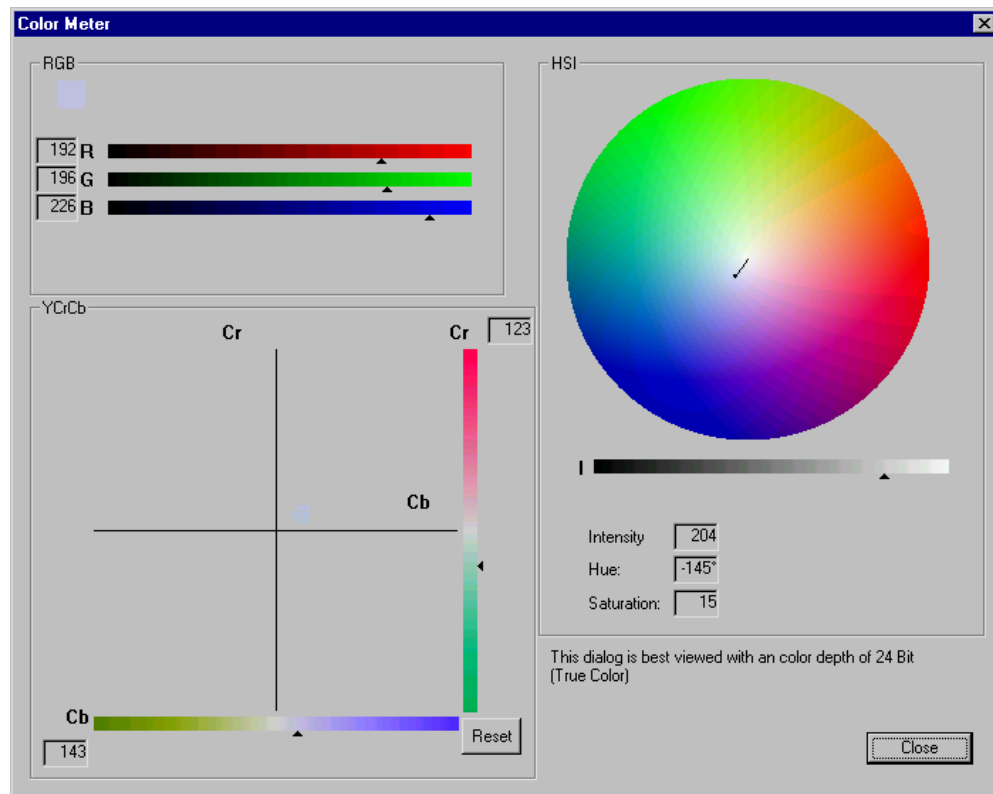 Color Meter
RGB
192 R
196 G
226 B
YCrCb
Cr
Cr 123
Cb
Cb
143
Reset
HSI
I
Intensity 204
Hue: -145°
Saturation: 15
This dialog is best viewed with an color depth of 24 Bit
(True Color)
Close